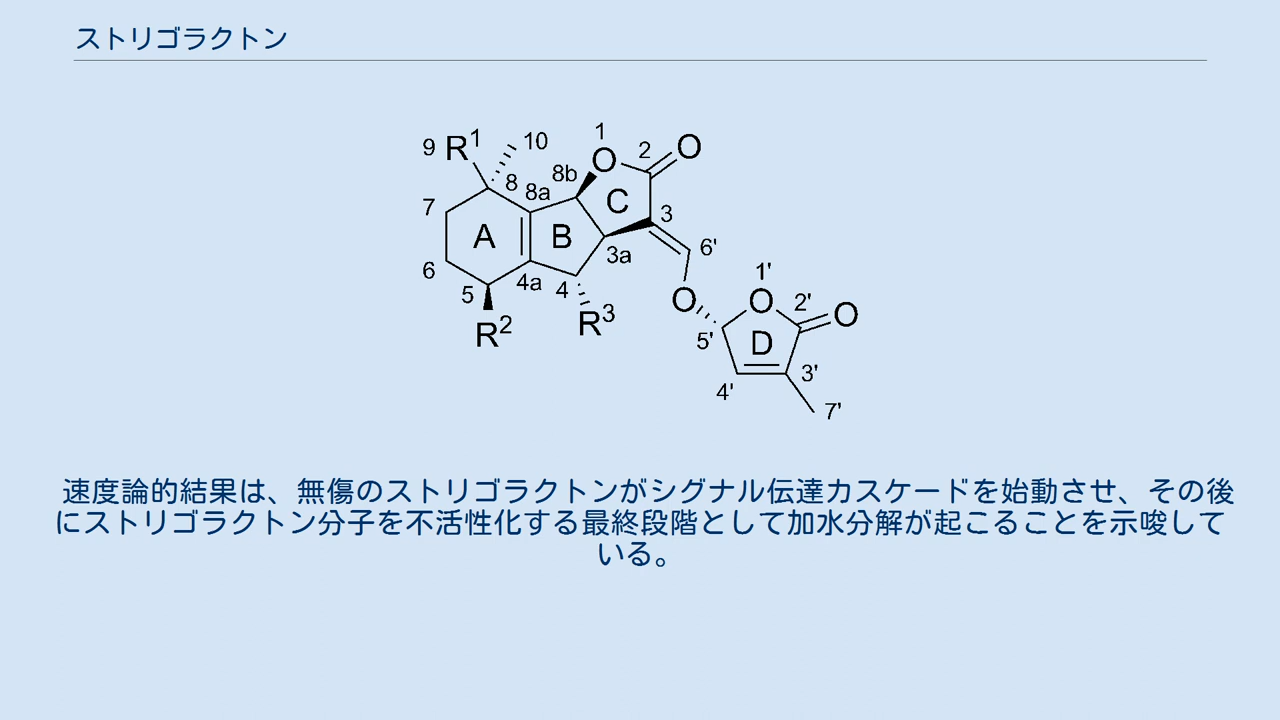 ストリゴラクトン
1
9 R¹ 10 2 O
O
8b
8 8a
7 C
3
A B
6' 
3a
6 4a 1'
5 4 O O 2' O
R² R³ 5' D
4' 3'
7'
速度論的結果は、無傷のストリゴラクトンがシグナル伝達カスケードを始動させ、その後
にストリゴラクトン分子を不活性化する最終段階として加水分解が起こることを示唆して
いる。